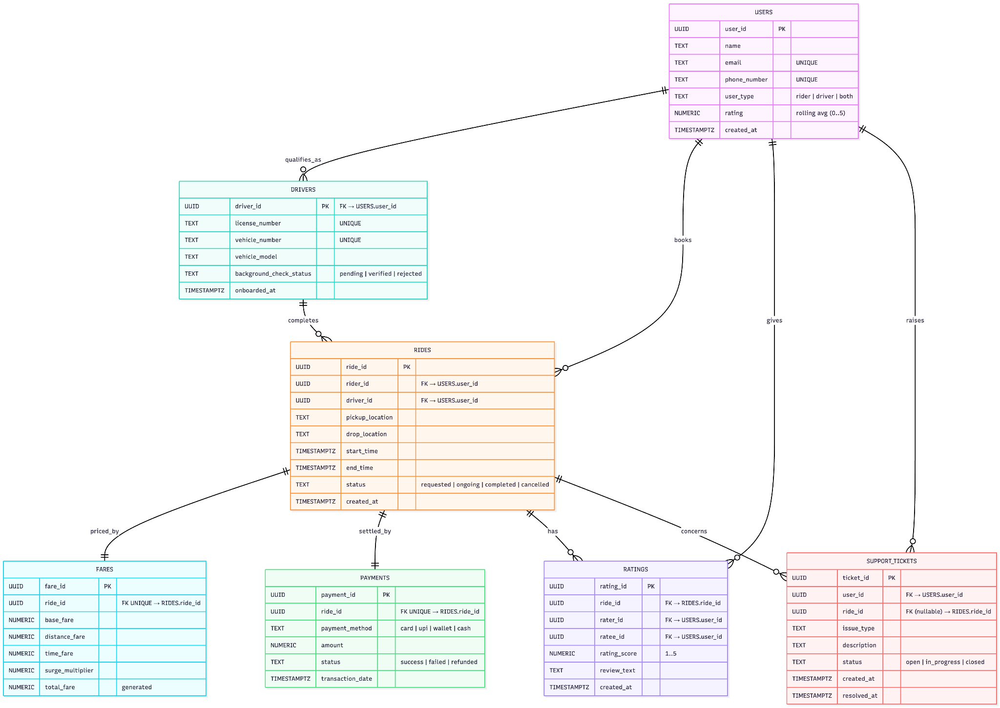 USERS
UUID user_id PK
TEXT name
TEXT email UNIQUE
TEXT phone_number UNIQUE
TEXT user_type rider | driver | both
NUMERIC rating rolling avg (0..5)
TIMESTAMPTZ created_at
qualifies_as
DRIVERS
UUID driver_id PK FK → USERS.user_id
TEXT license_number UNIQUE
TEXT vehicle_number UNIQUE
TEXT vehicle_model
TEXT background_check_status pending | verified | rejected
TIMESTAMPTZ onboarded_at
books
completes
gives
raises
RIDES
UUID ride_id PK
UUID rider_id FK → USERS.user_id
UUID driver_id FK → USERS.user_id
TEXT pickup_location
TEXT drop_location
TIMESTAMPTZ start_time
TIMESTAMPTZ end_time
TEXT status requested | ongoing | completed | cancelled
TIMESTAMPTZ created_at
priced_by
settled_by
has
concerns
FARES
UUID fare_id PK
UUID ride_id FK UNIQUE → RIDES.ride_id
NUMERIC base_fare
NUMERIC distance_fare
NUMERIC time_fare
NUMERIC surge_multiplier
NUMERIC total_fare generated
PAYMENTS
UUID payment_id PK
UUID ride_id FK UNIQUE → RIDES.ride_id
TEXT payment_method card | upi | wallet | cash
NUMERIC amount
TEXT status success | failed | refunded
TIMESTAMPTZ transaction_date
RATINGS
UUID rating_id PK
UUID ride_id FK → RIDES.ride_id
UUID rater_id FK → USERS.user_id
UUID ratee_id FK → USERS.user_id
NUMERIC rating_score 1..5
TEXT review_text
TIMESTAMPTZ created_at
SUPPORT_TICKETS
UUID ticket_id PK
UUID user_id FK → USERS.user_id
UUID ride_id FK (nullable) → RIDES.ride_id
TEXT issue_type
TEXT description
TEXT status open | in_progress | closed
TIMESTAMPTZ created_at
TIMESTAMPTZ resolved_at